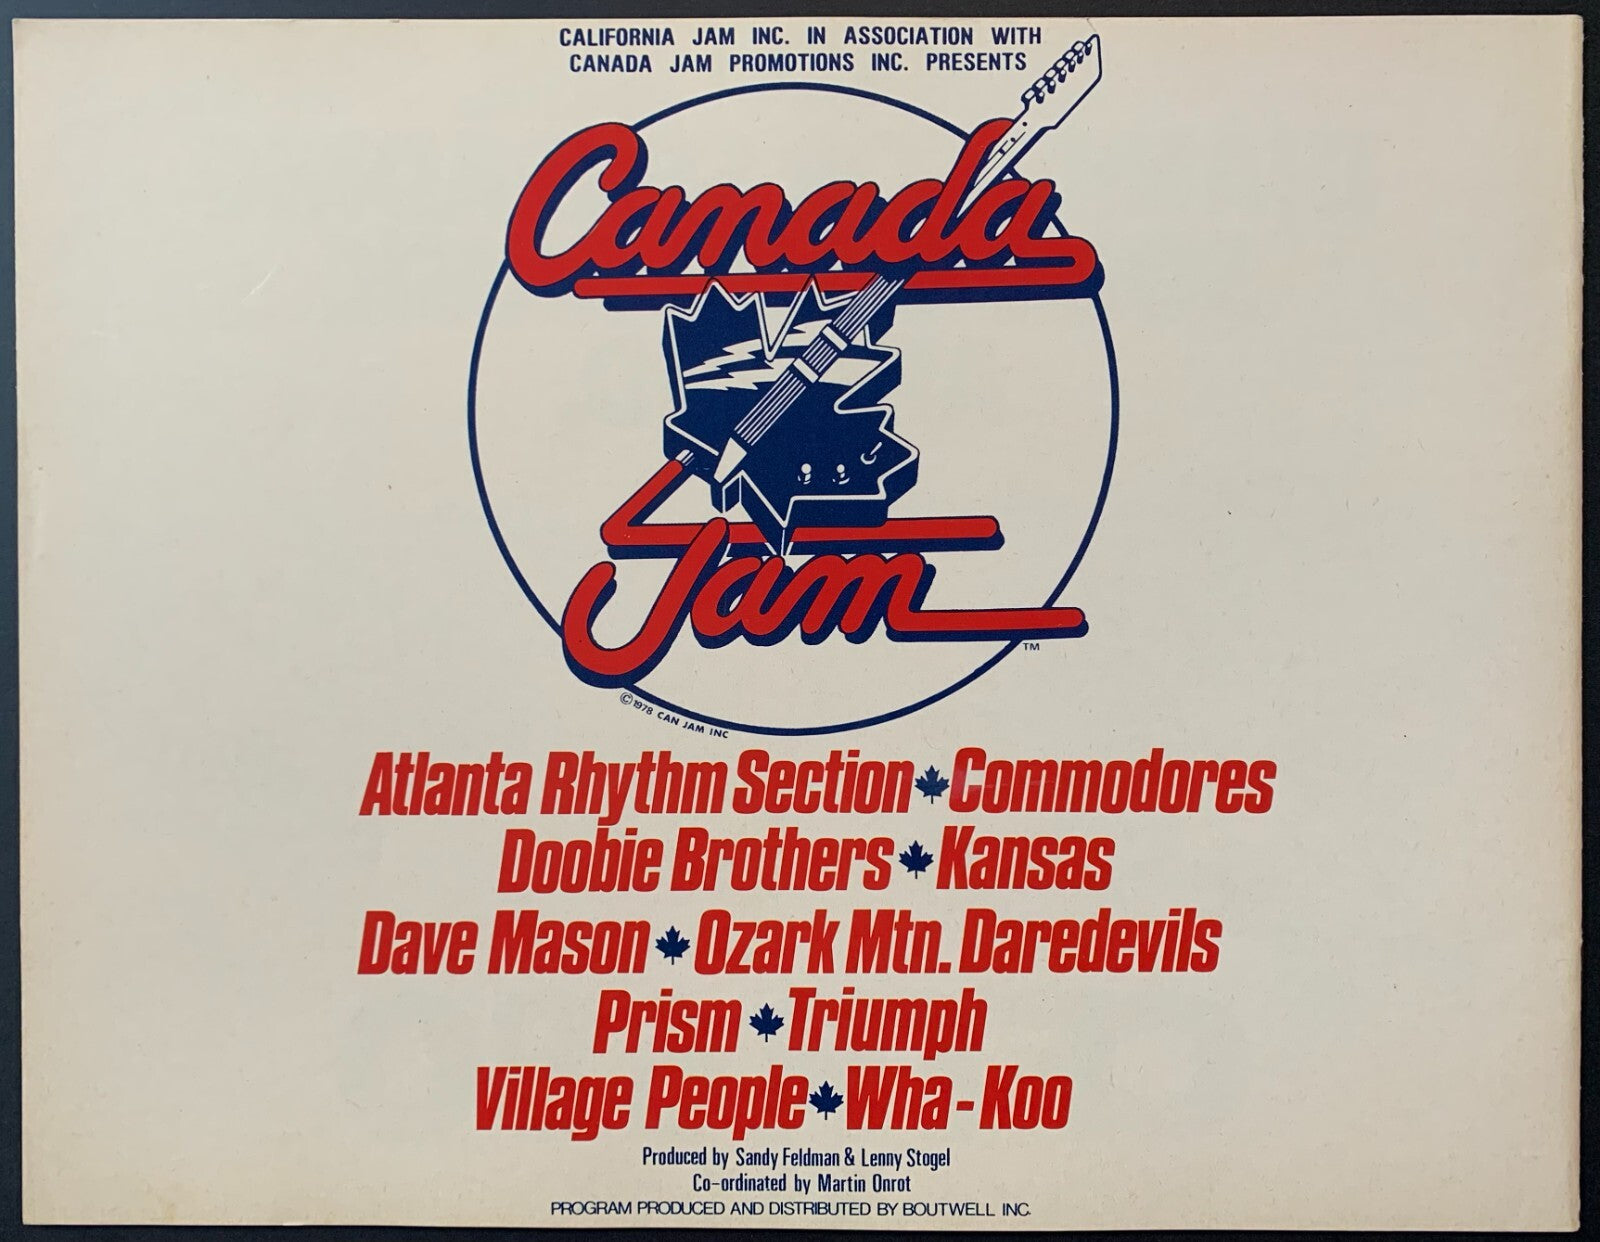 CALIFORNIA JAM INC. IN ASSOCIATION WITH
CANADA JAM PROMOTIONS INC. PRESENTS
Canada
Jam
TM
©1978 CAN JAM INC
Atlanta Rhythm Section Commodores
Doobie Brothers Kansas
Dave Mason Ozark Mtn. Daredevils
Prism Triumph
Village People Wha-Koo
Produced by Sandy Feldman & Lenny Stogel
Co-ordinated by Martin Onrot
PROGRAM PRODUCED AND DISTRIBUTED BY BOUTWELL INC.